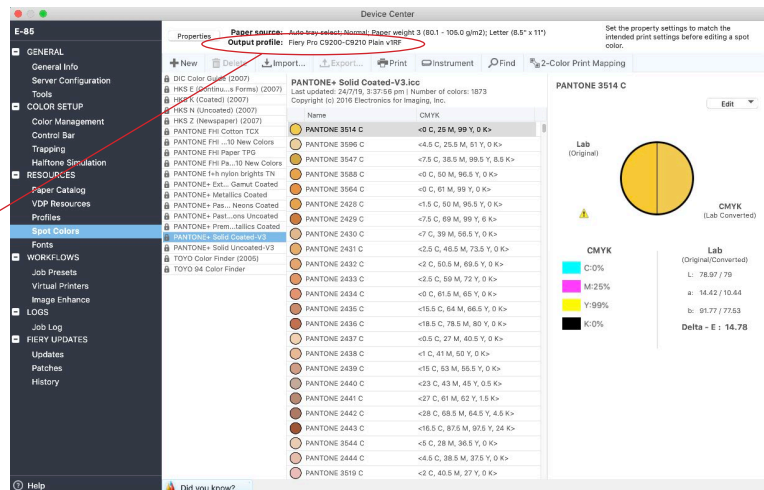 Device Center
E-85
GENERAL
General Info
Server Configuration
Tools
COLOR SETUP
Color Management
Control Bar
Trapping
Halftone Simulation
RESOURCES
Paper Catalog
VDP Resources
Profiles
Spot Colors
Fonts
WORKFLOWS
Job Presets
Virtual Printers
Image Enhance
LOGS
Job Log
FIERY UPDATES
Updates
Patches
History
Help
Properties
Paper source: Auto tray select; Normal; Paper weight 3 (80.1 - 105.0 g/m2); Letter (8.5" x 11")
Output profile: Fiery Pro C9200-C9210 Plain v1RF
Set the property settings to match the
intended print settings before editing a spot
color.
New Delete Import... Export... Print Instrument Find 2-Color Print Mapping
DIC Color Guide (2007)
HKS E (Continu...s Forms) (2007)
HKS K (Coated) (2007)
HKS N (Uncoated) (2007)
HKS Z (Newspaper) (2007)
PANTONE FHI Cotton TCX
PANTONE FHI ...10 New Colors
PANTONE FHI Paper TPG
PANTONE FHI Pa...10 New Colors
PANTONE f+h nylon brights TN
PANTONE+ Ext... Gamut Coated
PANTONE+ Metallics Coated
PANTONE+ Pas... Neons Coated
PANTONE+ Past...ons Uncoated
PANTONE+ Prem...tallics Coated
PANTONE+ Solid Coated-V3
PANTONE+ Solid Uncoated-V3
TOYO Color Finder (2005)
TOYO 94 Color Finder
Did you know?
PANTONE+ Solid Coated-V3.icc
Last updated: 24/7/19, 3:37:56 pm | Number of colors: 1873
Copyright (c) 2016 Electronics for Imaging, Inc.
Name CMYK
PANTONE 3514 C <0 C, 25 M, 99 Y, 0 K>
PANTONE 3596 C <4.5 C, 25.5 M, 51 Y, 0 K>
PANTONE 3547 C <7.5 C, 38.5 M, 99.5 Y, 8.5 K>
PANTONE 3588 C <0 C, 50 M, 96.5 Y, 0 K>
PANTONE 3564 C <0 C, 61 M, 99 Y, 0 K>
PANTONE 2428 C <1.5 C, 50 M, 95.5 Y, 0 K>
PANTONE 2429 C <7.5 C, 69 M, 99 Y, 6 K>
PANTONE 2430 C <7 C, 39 M, 56.5 Y, 0 K>
PANTONE 2431 C <2.5 C, 46.5 M, 73.5 Y, 0 K>
PANTONE 2432 C <2 C, 50.5 M, 69.5 Y, 0 K>
PANTONE 2433 C <2.5 C, 59 M, 72 Y, 0 K>
PANTONE 2434 C <0 C, 61.5 M, 65 Y, 0 K>
PANTONE 2435 C <15.5 C, 64 M, 66.5 Y, 0 K>
PANTONE 2436 C <18.5 C, 78.5 M, 80 Y, 0 K>
PANTONE 2437 C <0.5 C, 27 M, 40.5 Y, 0 K>
PANTONE 2438 C <1 C, 41 M, 50 Y, 0 K>
PANTONE 2439 C <15 C, 53 M, 56.5 Y, 0 K>
PANTONE 2440 C <23 C, 43 M, 45 Y, 0.5 K>
PANTONE 2441 C <27 C, 61 M, 62 Y, 1.5 K>
PANTONE 2442 C <28 C, 68.5 M, 64.5 Y, 4.5 K>
PANTONE 2443 C <16.5 C, 87.5 M, 97.5 Y, 24 K>
PANTONE 3544 C <5 C, 28 M, 36.5 Y, 0 K>
PANTONE 2444 C <4.5 C, 38.5 M, 37.5 Y, 0 K>
PANTONE 3519 C <2 C, 40.5 M, 27 Y, 0 K>
PANTONE 3514 C
Edit
Lab
(Original)
CMYK
(Lab Converted)
CMYK
C:0%
M:25%
Y:99%
K:0%
Lab
(Original/Converted)
L: 78.97 / 79
a: 14.42 / 10.44
b: 91.77 / 77.53
Delta - E : 14.78